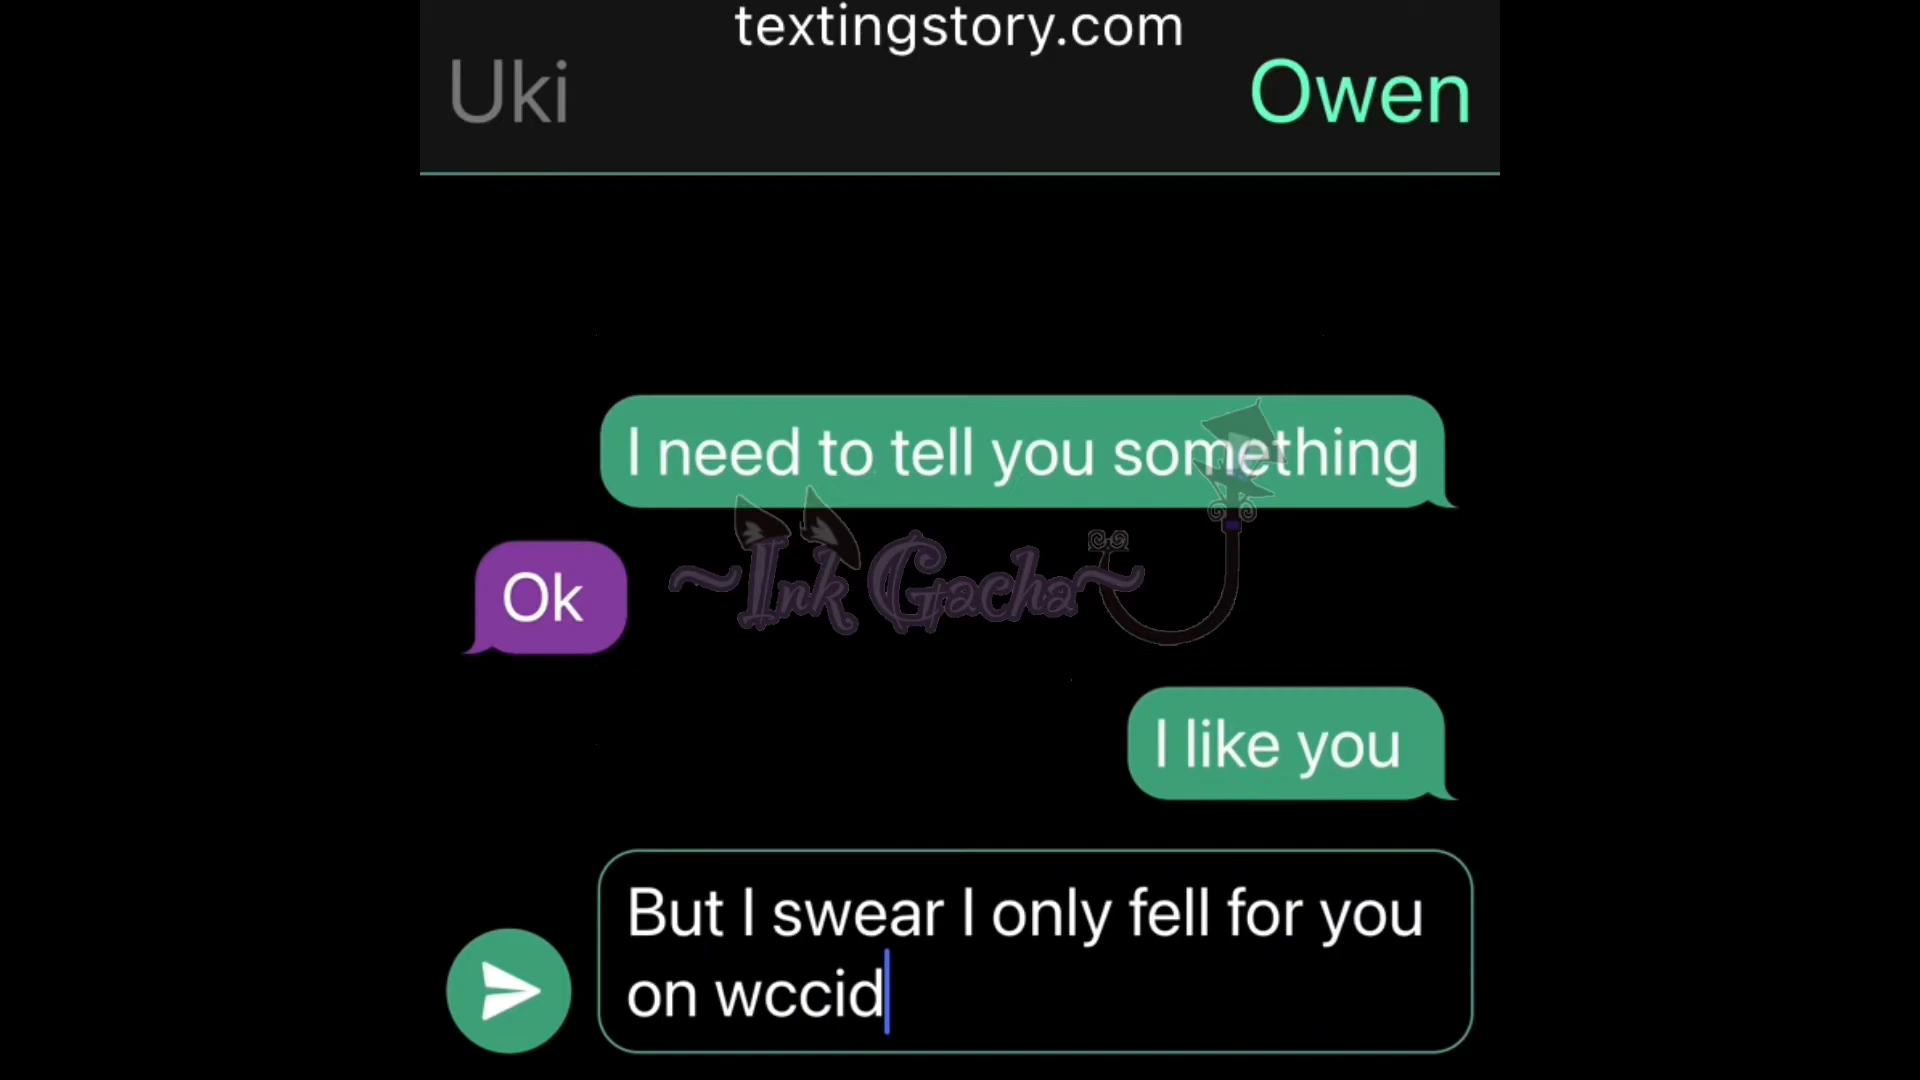 textingstory.com
Uki
Owen
I need to tell you something
~Ink Gacha~
Ok
I like you
But I swear I only fell for you
on wccid